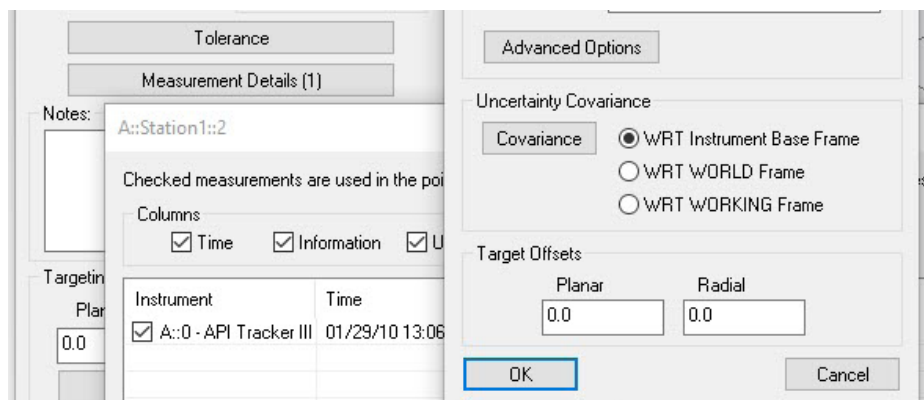 Tolerance
Measurement Details (1)
Notes:
A::Station1::2
Checked measurements are used in the poi
Columns
Time Information U
Targetin
Plar
0.0
Instrument Time
A::0 - API Tracker III 01/29/10 13:06
Advanced Options
Uncertainty Covariance
Covariance
WRT Instrument Base Frame
WRT WORLD Frame
WRT WORKING Frame
Target Offsets
Planar Radial
0.0 0.0
OK Cancel